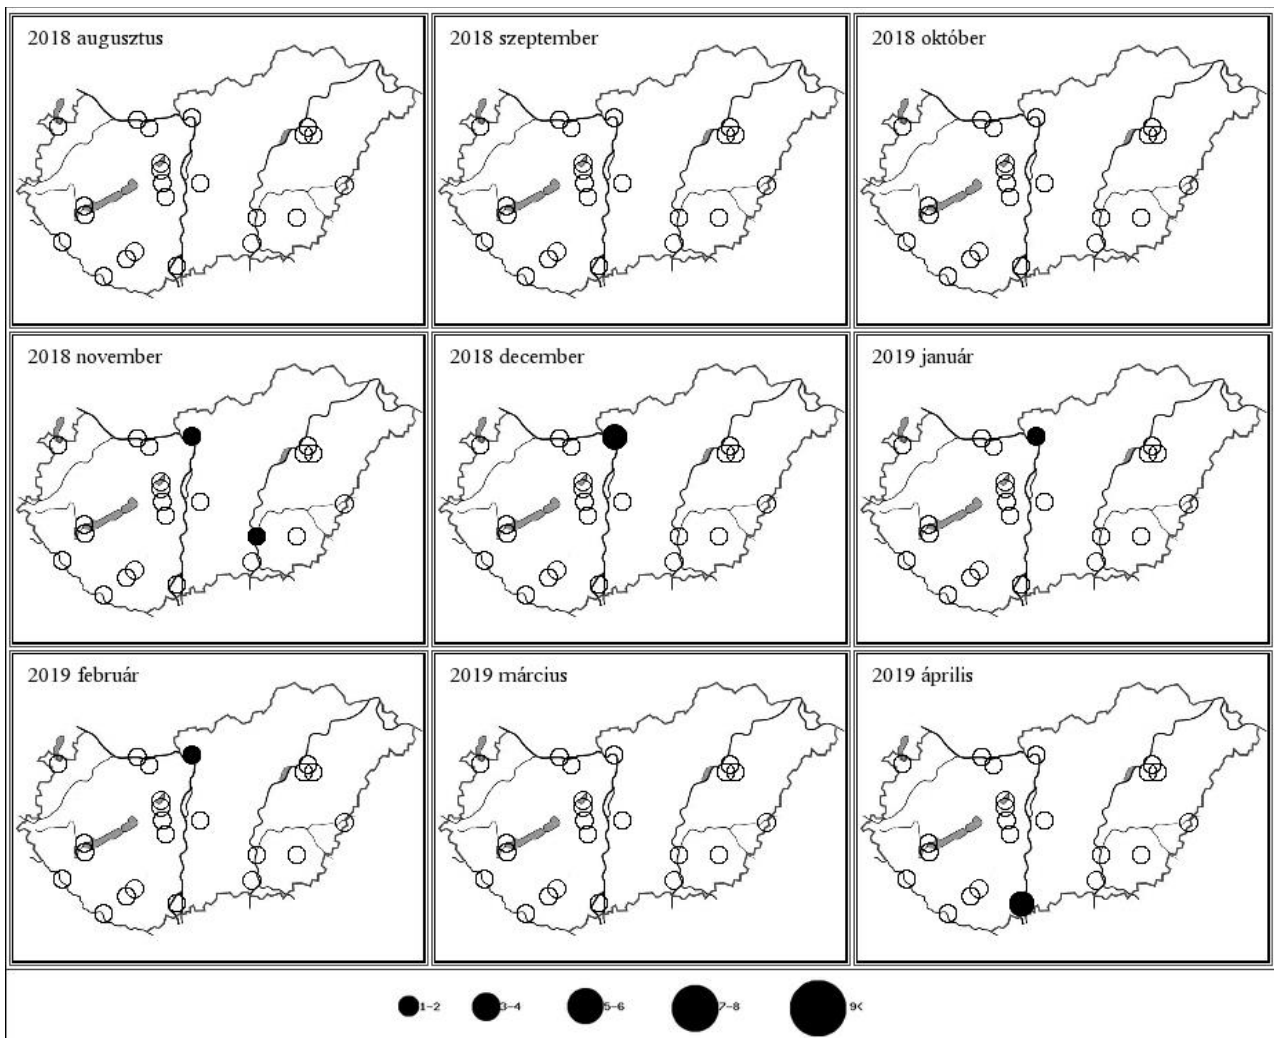 2018 augusztus
2018 szeptember
2018 október
2018 november
2018 december
2019 január
2019 február
2019 március
2019 április
1-2 3-4 5-6 7-8 9<